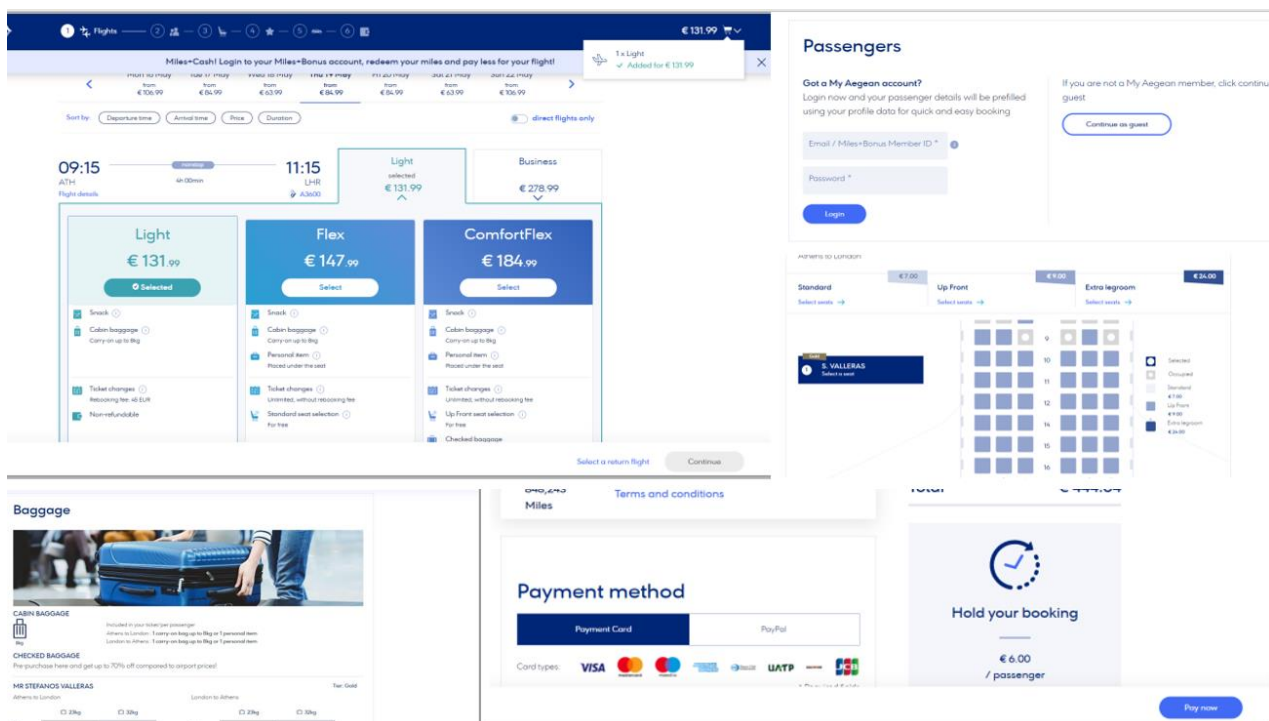 1 Flights 2 3 4 5 6
€ 131.99
1 x Light
Added for € 131.99
Miles+Cash! Login to your Miles+Bonus account, redeem your miles and pay less for your flight!
Mon 16 May Tue 17 May Wed 18 May Thu 19 May Fri 20 May Sat 21 May Sun 22 May
from from from from from from from
€ 106.99 € 84.99 € 63.99 € 84.99 € 84.99 € 63.99 € 106.99
Sort by: Departure time Arrival time Price Duration direct flights only
09:15 nonstop 11:15
ATH 4h 00min LHR
Flight details A3600
Light
selected
€ 131.99
Business
€ 278.99
Light
€ 131.99
Selected
Snack
Cabin baggage
Carry-on up to 8kg
Ticket changes
Rebooking fee: 45 EUR
Non-refundable
Flex
€ 147.99
Select
Snack
Cabin baggage
Carry-on up to 8kg
Personal item
Placed under the seat
Ticket changes
Unlimited, without rebooking fee
Standard seat selection
For free
ComfortFlex
€ 184.99
Select
Snack
Cabin baggage
Carry-on up to 8kg
Personal item
Placed under the seat
Ticket changes
Unlimited, without rebooking fee
Up Front seat selection
For free
Checked baggage
Select a return flight Continue
Passengers
Got a My Aegean account?
Login now and your passenger details will be prefilled
using your profile data for quick and easy booking
Email / Miles+Bonus Member ID *
Password *
Login
If you are not a My Aegean member, click continu
guest
Continue as guest
Athens to London
€ 7.00 € 9.00 € 24.00
Standard Up Front Extra legroom
Select seats Select seats Select seats
Gold
1 S. VALLERAS
Select a seat
9
10
11
12
14
15
16
Selected
Occupied
Standard
€ 7.00
Up Front
€ 9.00
Extra legroom
€ 24.00
Baggage
CABIN BAGGAGE
8kg
Included in your ticket/per passenger
Athens to London: 1 carry-on bag up to 8kg or 1 personal item
London to Athens: 1 carry-on bag up to 8kg or 1 personal item
CHECKED BAGGAGE
Pre-purchase here and get up to 70% off compared to airport prices!
MR STEFANOS VALLERAS Tier: Gold
Athens to London London to Athens
23kg 32kg 23kg 32kg
Miles
Terms and conditions
Total
Payment method
Payment Card PayPal
Card types: VISA mastercard maestro UATP JCB
* Required fields
Hold your booking
€ 6.00
/ passenger
Pay now